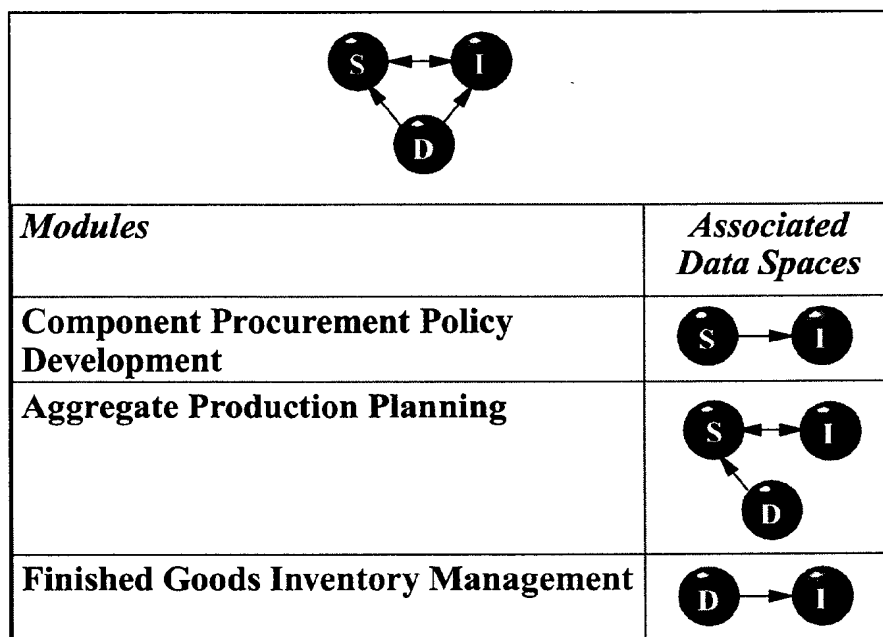 S I
D
Modules
Associated
Data Spaces
Component Procurement Policy
Development
S I
Aggregate Production Planning
S I
D
Finished Goods Inventory Management
D I